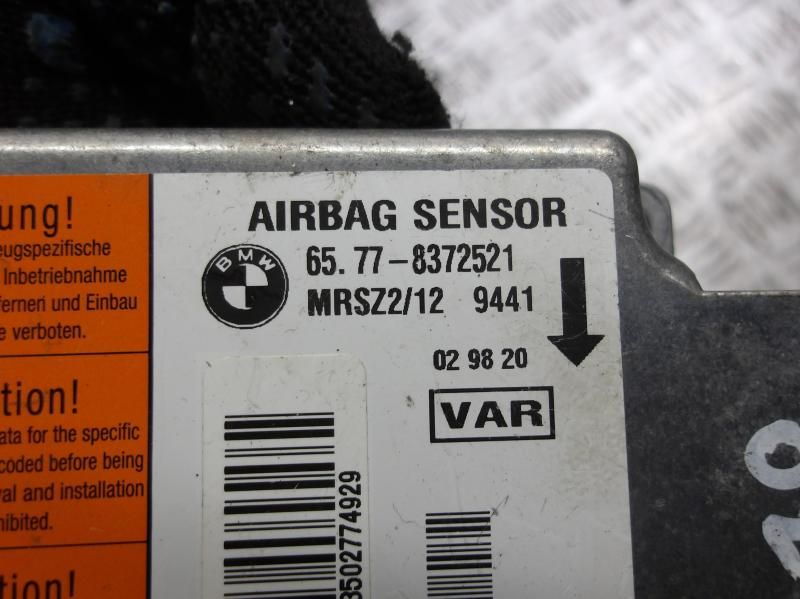 AIRBAG SENSOR
BMW
65. 77-8372521
MRSZ2/12 9441
02 98 20
VAR
ung!
eugspezifische
Inbetriebnahme
fernen und Einbau
verboten.
tion!
ata for the specific
coded before being
val and installation
hibited.
tion!
3502774929